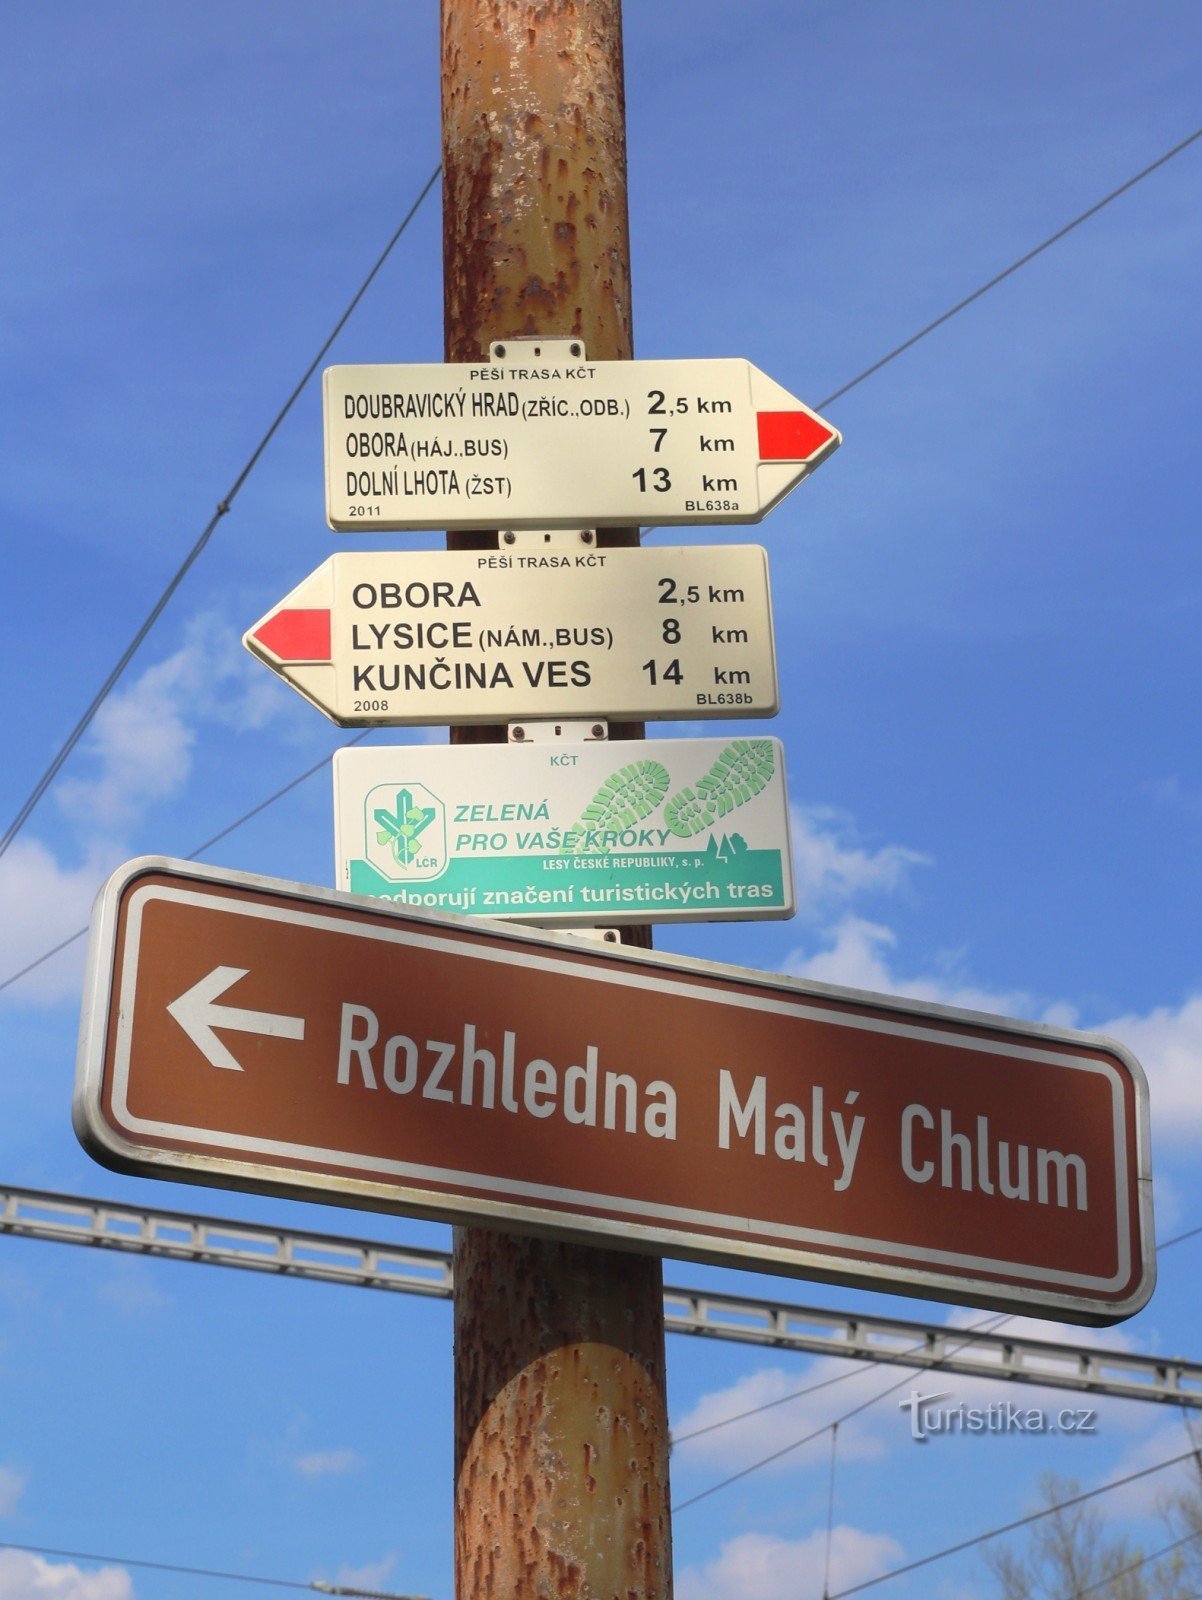 PĚŠÍ TRASA KČT
DOUBRAVICKÝ HRAD (ZŘÍC.,ODB.) 2,5 km
OBORA (HÁJ.,BUS) 7 km
DOLNÍ LHOTA (ŽST) 13 km
2011 BL638a
PĚŠÍ TRASA KČT
OBORA 2,5 km
LYSICE (NÁM.,BUS) 8 km
KUNČINA VES 14 km
2008 BL638b
KČT
ZELENÁ
PRO VAŠE KROKY
LČR
LESY ČESKÉ REPUBLIKY, s. p.
podporují značení turistických tras
Rozhledna Malý Chlum
Turistika.cz